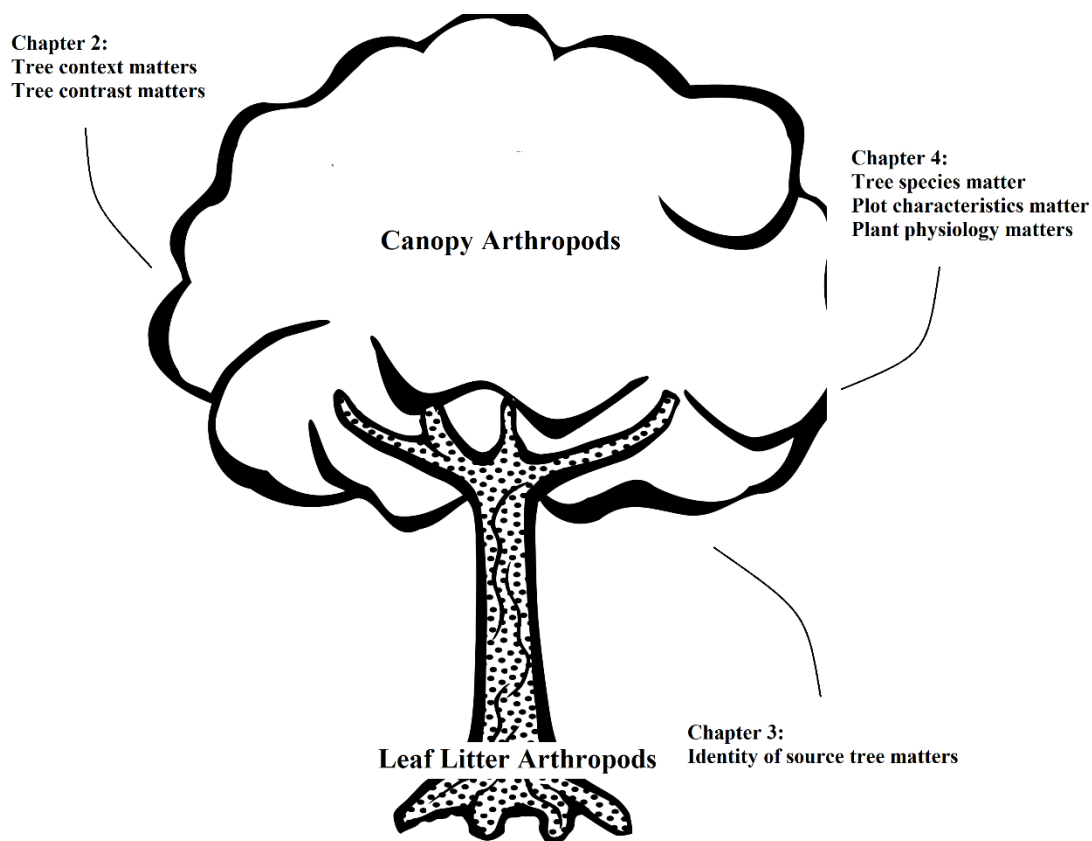 Chapter 2:
Tree context matters
Tree contrast matters
Chapter 4:
Tree species matter
Plot characteristics matter
Plant physiology matters
Canopy Arthropods
Chapter 3:
Identity of source tree matters
Leaf Litter Arthropods